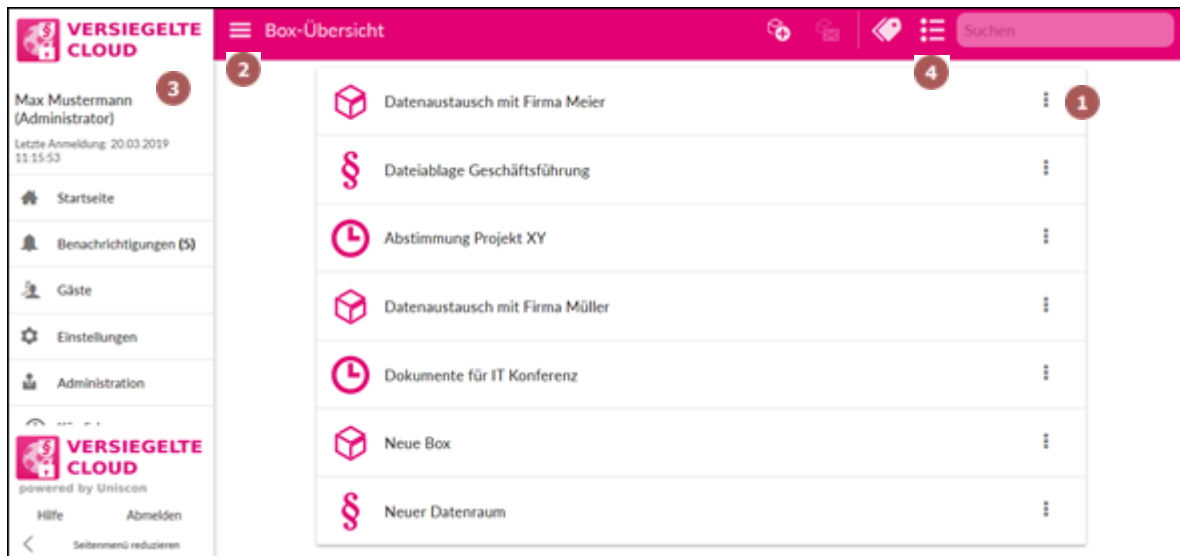 VERSIEGELTE
CLOUD
Box-Übersicht
Suchen
2
3
4
1
Max Mustermann
(Administrator)
Letzte Anmeldung: 20.03.2019
11:15:53
Startseite
Benachrichtigungen (5)
Gäste
Einstellungen
Administration
VERSIEGELTE
CLOUD
powered by Uniscon
Hilfe Abmelden
Seitenmenü reduzieren
Datenaustausch mit Firma Meier
§ Dateiablage Geschäftsführung
Abstimmung Projekt XY
Datenaustausch mit Firma Müller
Dokumente für IT Konferenz
Neue Box
§ Neuer Datenraum